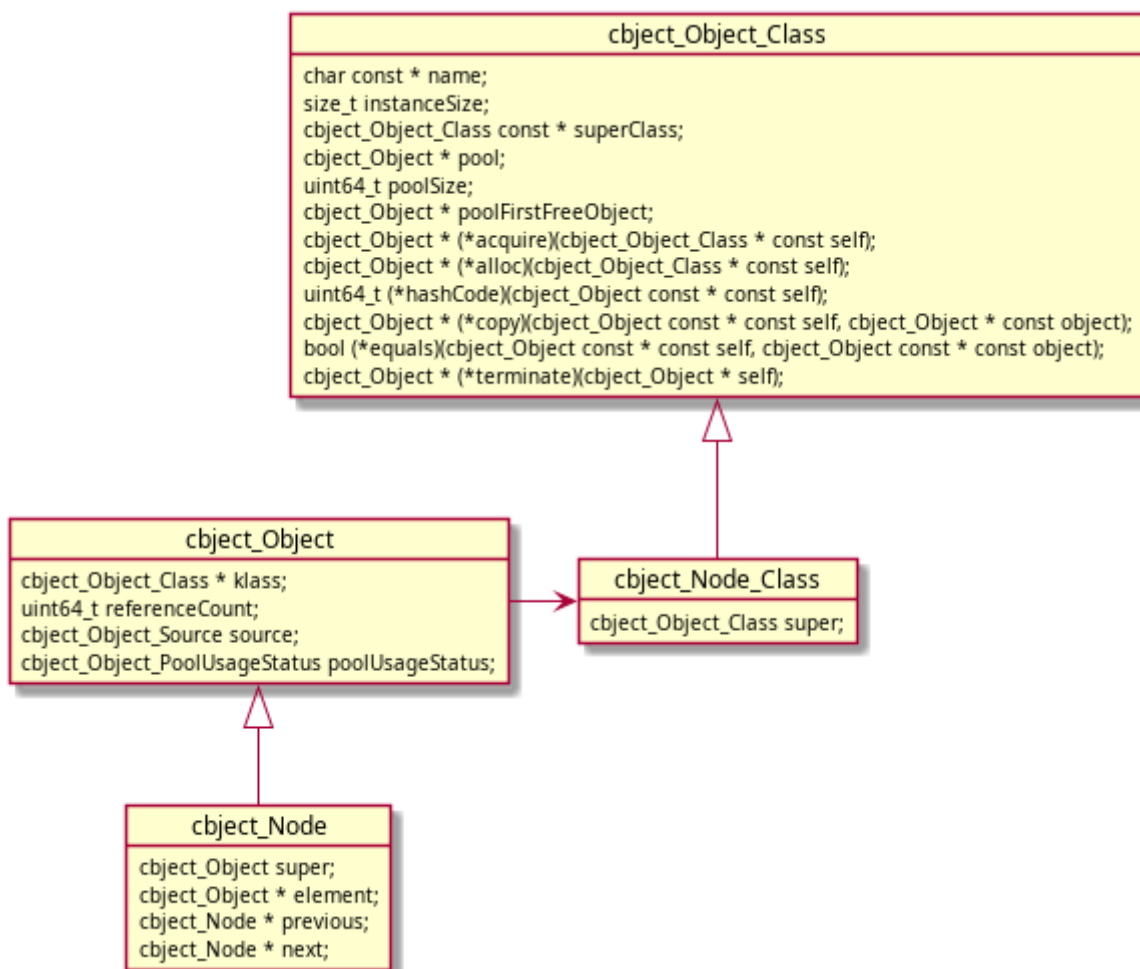 cbject_Object_Class
char const * name;
size_t instanceSize;
cbject_Object_Class const * superClass;
cbject_Object * pool;
uint64_t poolSize;
cbject_Object * poolFirstFreeObject;
cbject_Object * (*acquire)(cbject_Object_Class * const self);
cbject_Object * (*alloc)(cbject_Object_Class * const self);
uint64_t (*hashCode)(cbject_Object const * const self);
cbject_Object * (*copy)(cbject_Object const * const self, cbject_Object * const object);
bool (*equals)(cbject_Object const * const self, cbject_Object const * const object);
cbject_Object * (*terminate)(cbject_Object * self);
cbject_Object
cbject_Object_Class * klass;
uint64_t referenceCount;
cbject_Object_Source source;
cbject_Object_PoolUsageStatus poolUsageStatus;
cbject_Node_Class
cbject_Object_Class super;
cbject_Node
cbject_Object super;
cbject_Object * element;
cbject_Node * previous;
cbject_Node * next;